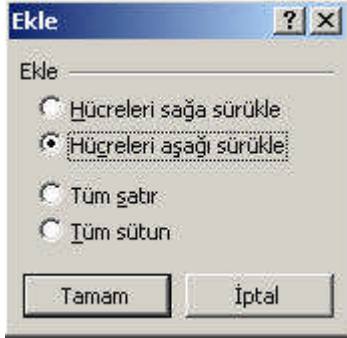 Ekle
Ekle
Hücreleri sağa sürükle
Hücreleri aşağı sürükle
Tüm satır
Tüm sütun
Tamam
İptal